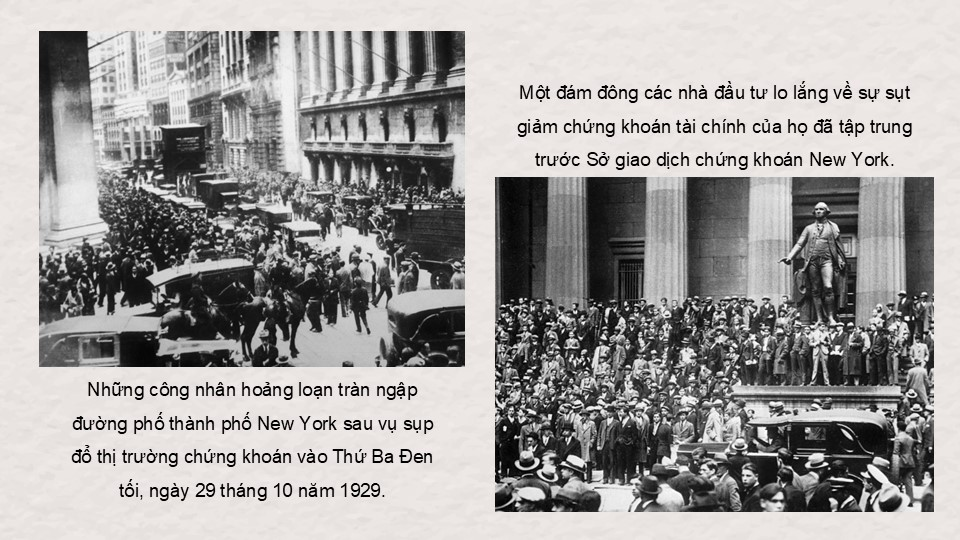 Một đám đông các nhà đầu tư lo lắng về sự sụt
giảm chứng khoán tài chính của họ đã tập trung
trước Sở giao dịch chứng khoán New York.
Những công nhân hoảng loạn tràn ngập
đường phố thành phố New York sau vụ sụp
đổ thị trường chứng khoán vào Thứ Ba Đen
tối, ngày 29 tháng 10 năm 1929.